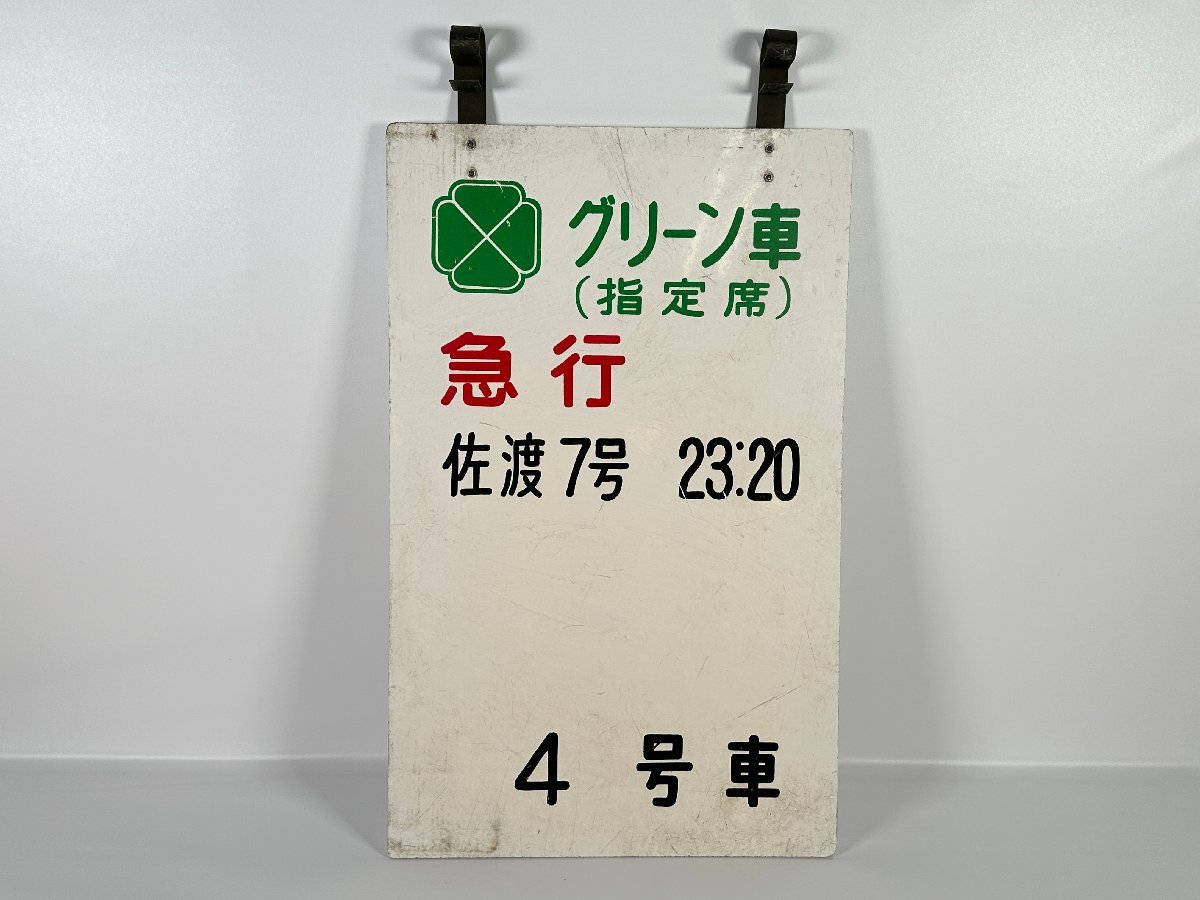 グリーン車
(指定席)
急行
佐渡7号 23:20
4号車